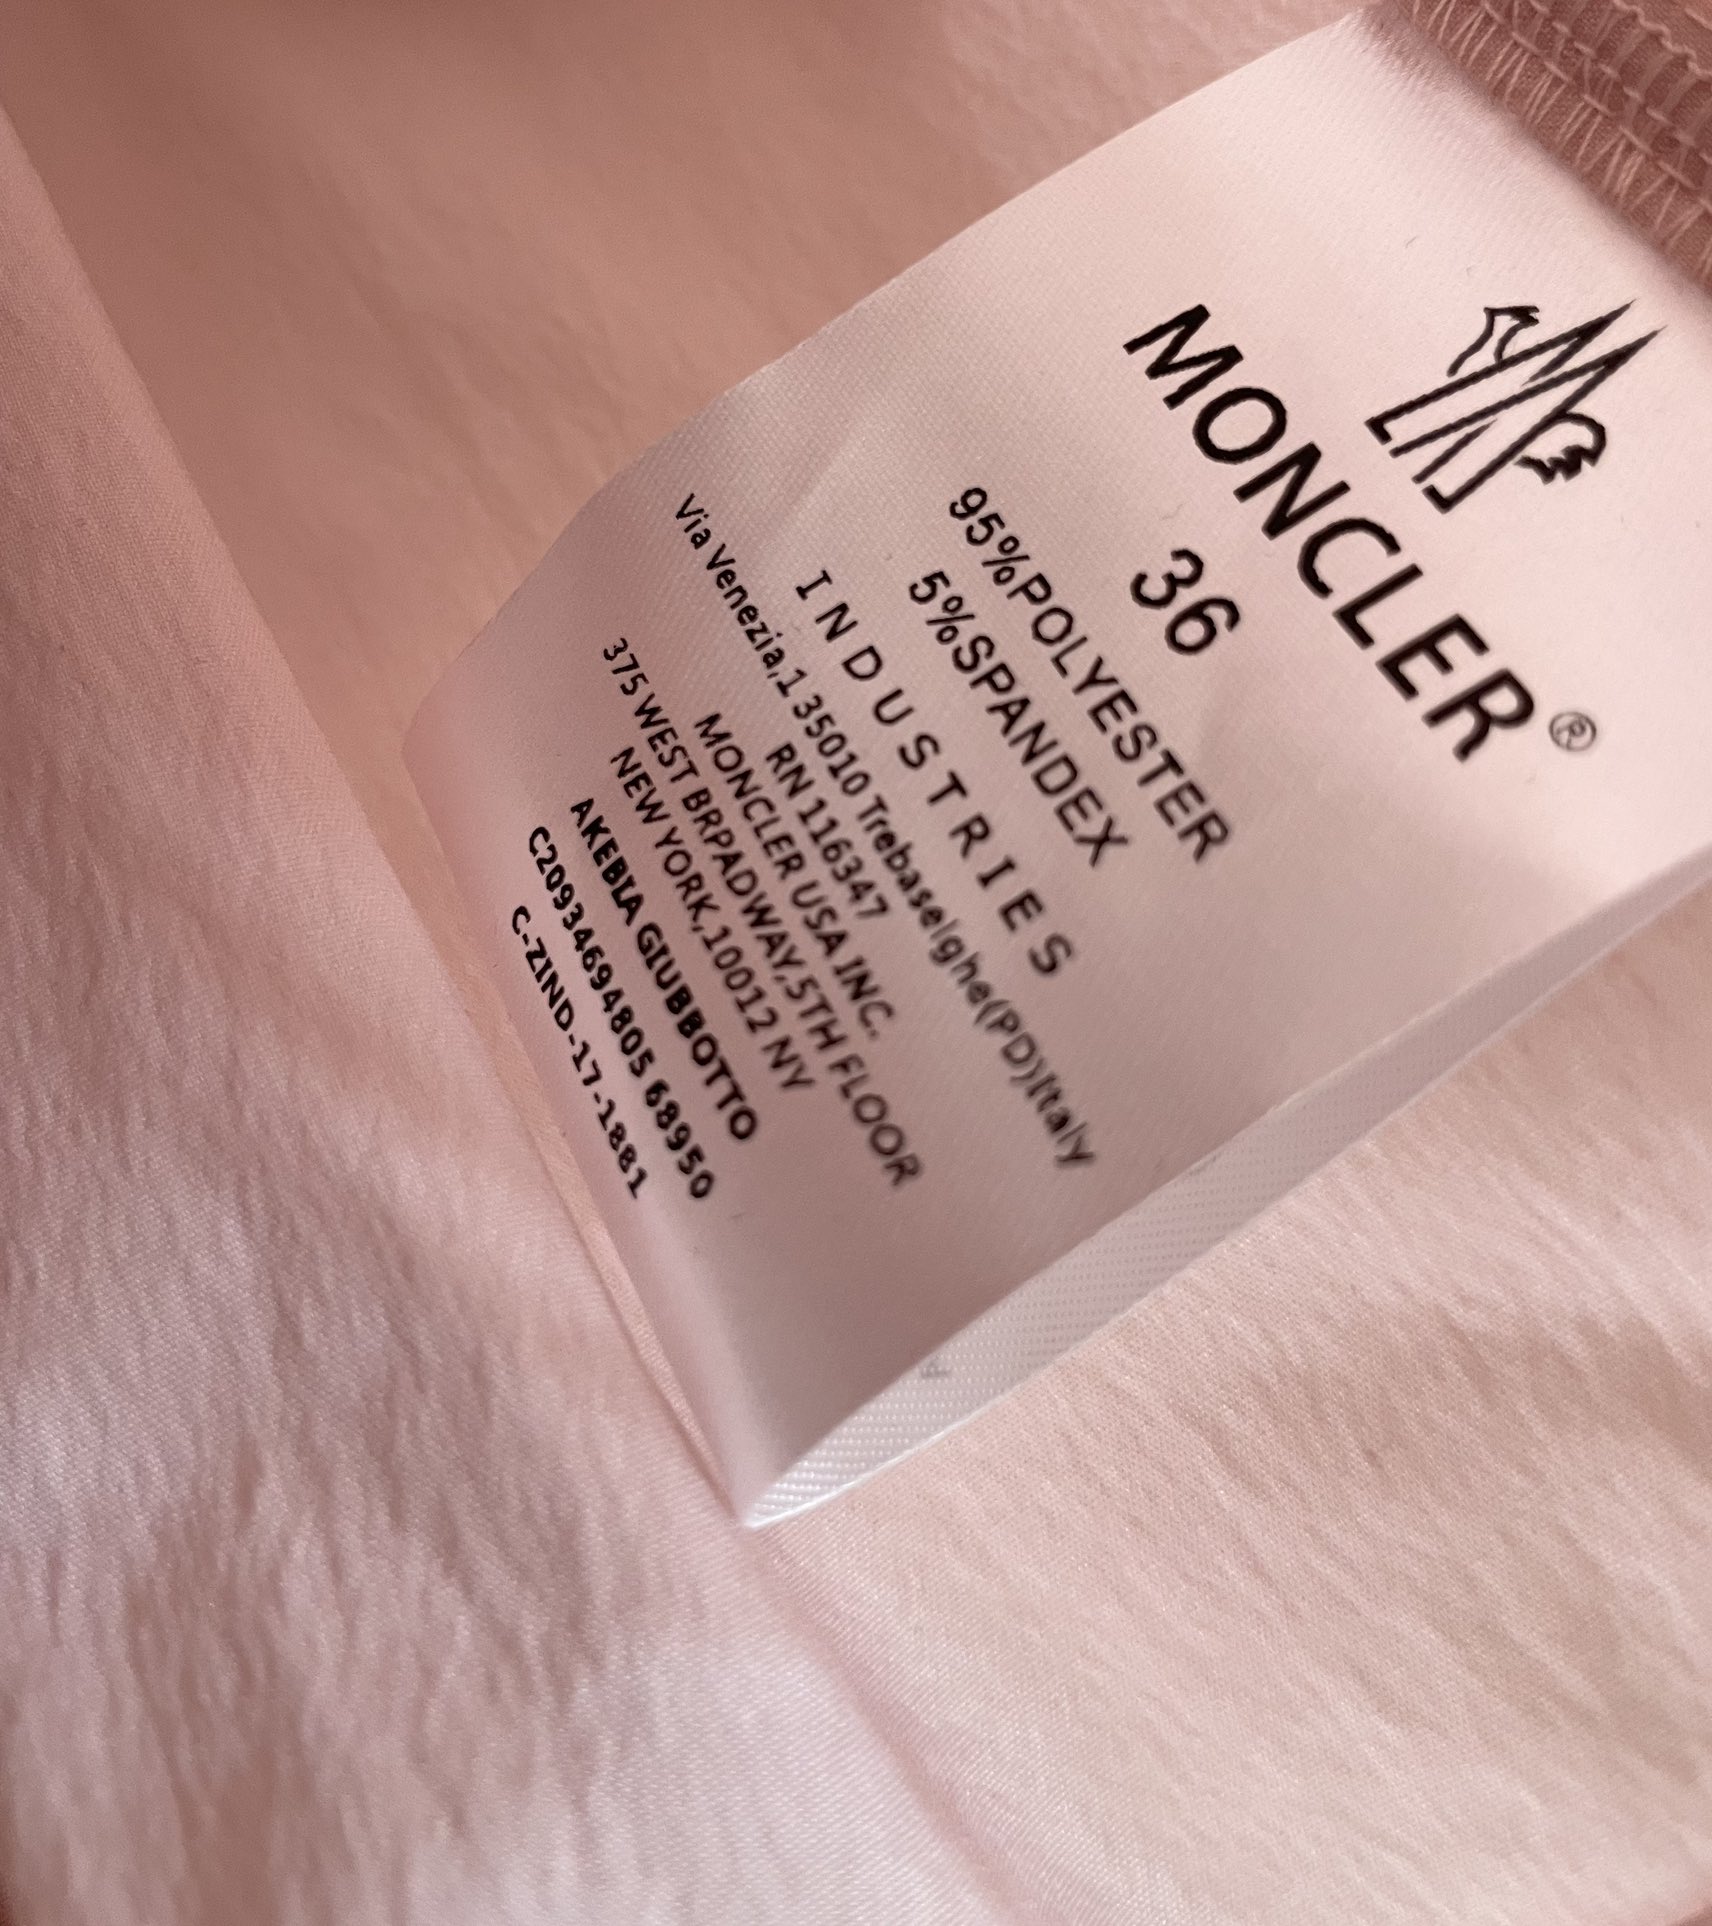 MONCLER®
36
95%POLYESTER
5%SPANDEX
INDUSTRIES
Via Venezia,1 35010 Trebaselghe(PD)Italy
RN 116347
MONCLER USA INC.
375 WEST BRPADWAY,5TH FLOOR
NEW YORK,10012 NY
AKEBIA GIUBBOTTO
C20934694805 68950
C-ZIND-17-1881